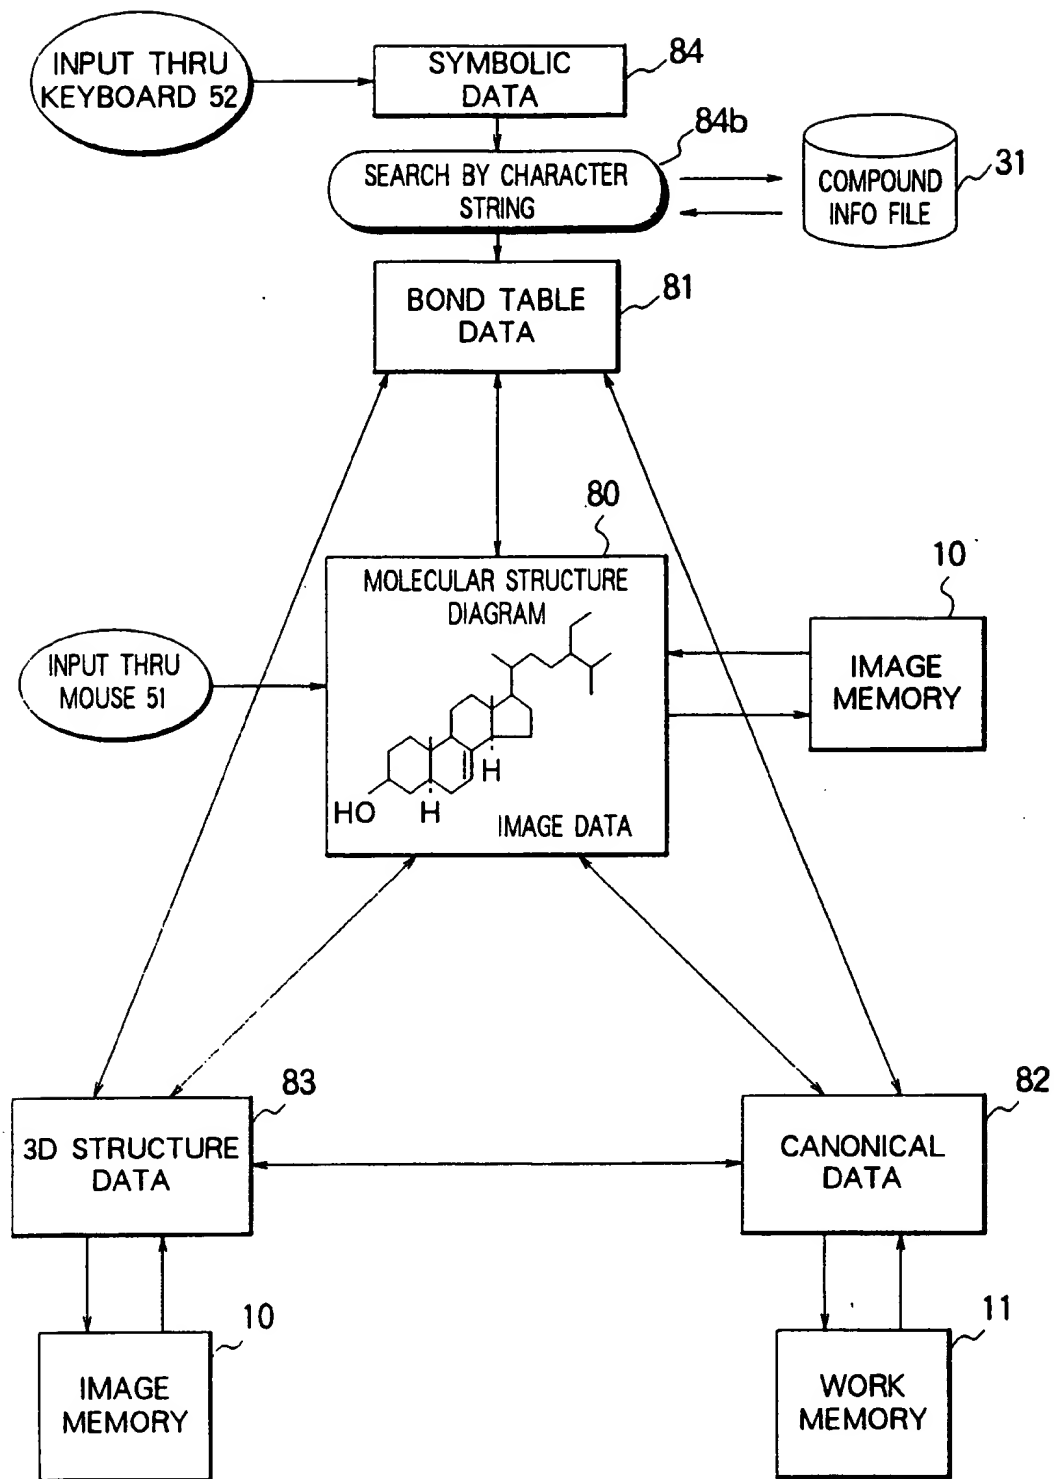 INPUT THRU
KEYBOARD 52
SYMBOLIC
DATA
84
SEARCH BY CHARACTER
STRING
84b
COMPOUND
INFO FILE
31
BOND TABLE
DATA
81
80
MOLECULAR STRUCTURE
DIAGRAM
H
HO
H
IMAGE DATA
10
IMAGE
MEMORY
INPUT THRU
MOUSE 51
83
3D STRUCTURE
DATA
82
CANONICAL
DATA
10
IMAGE
MEMORY
11
WORK
MEMORY